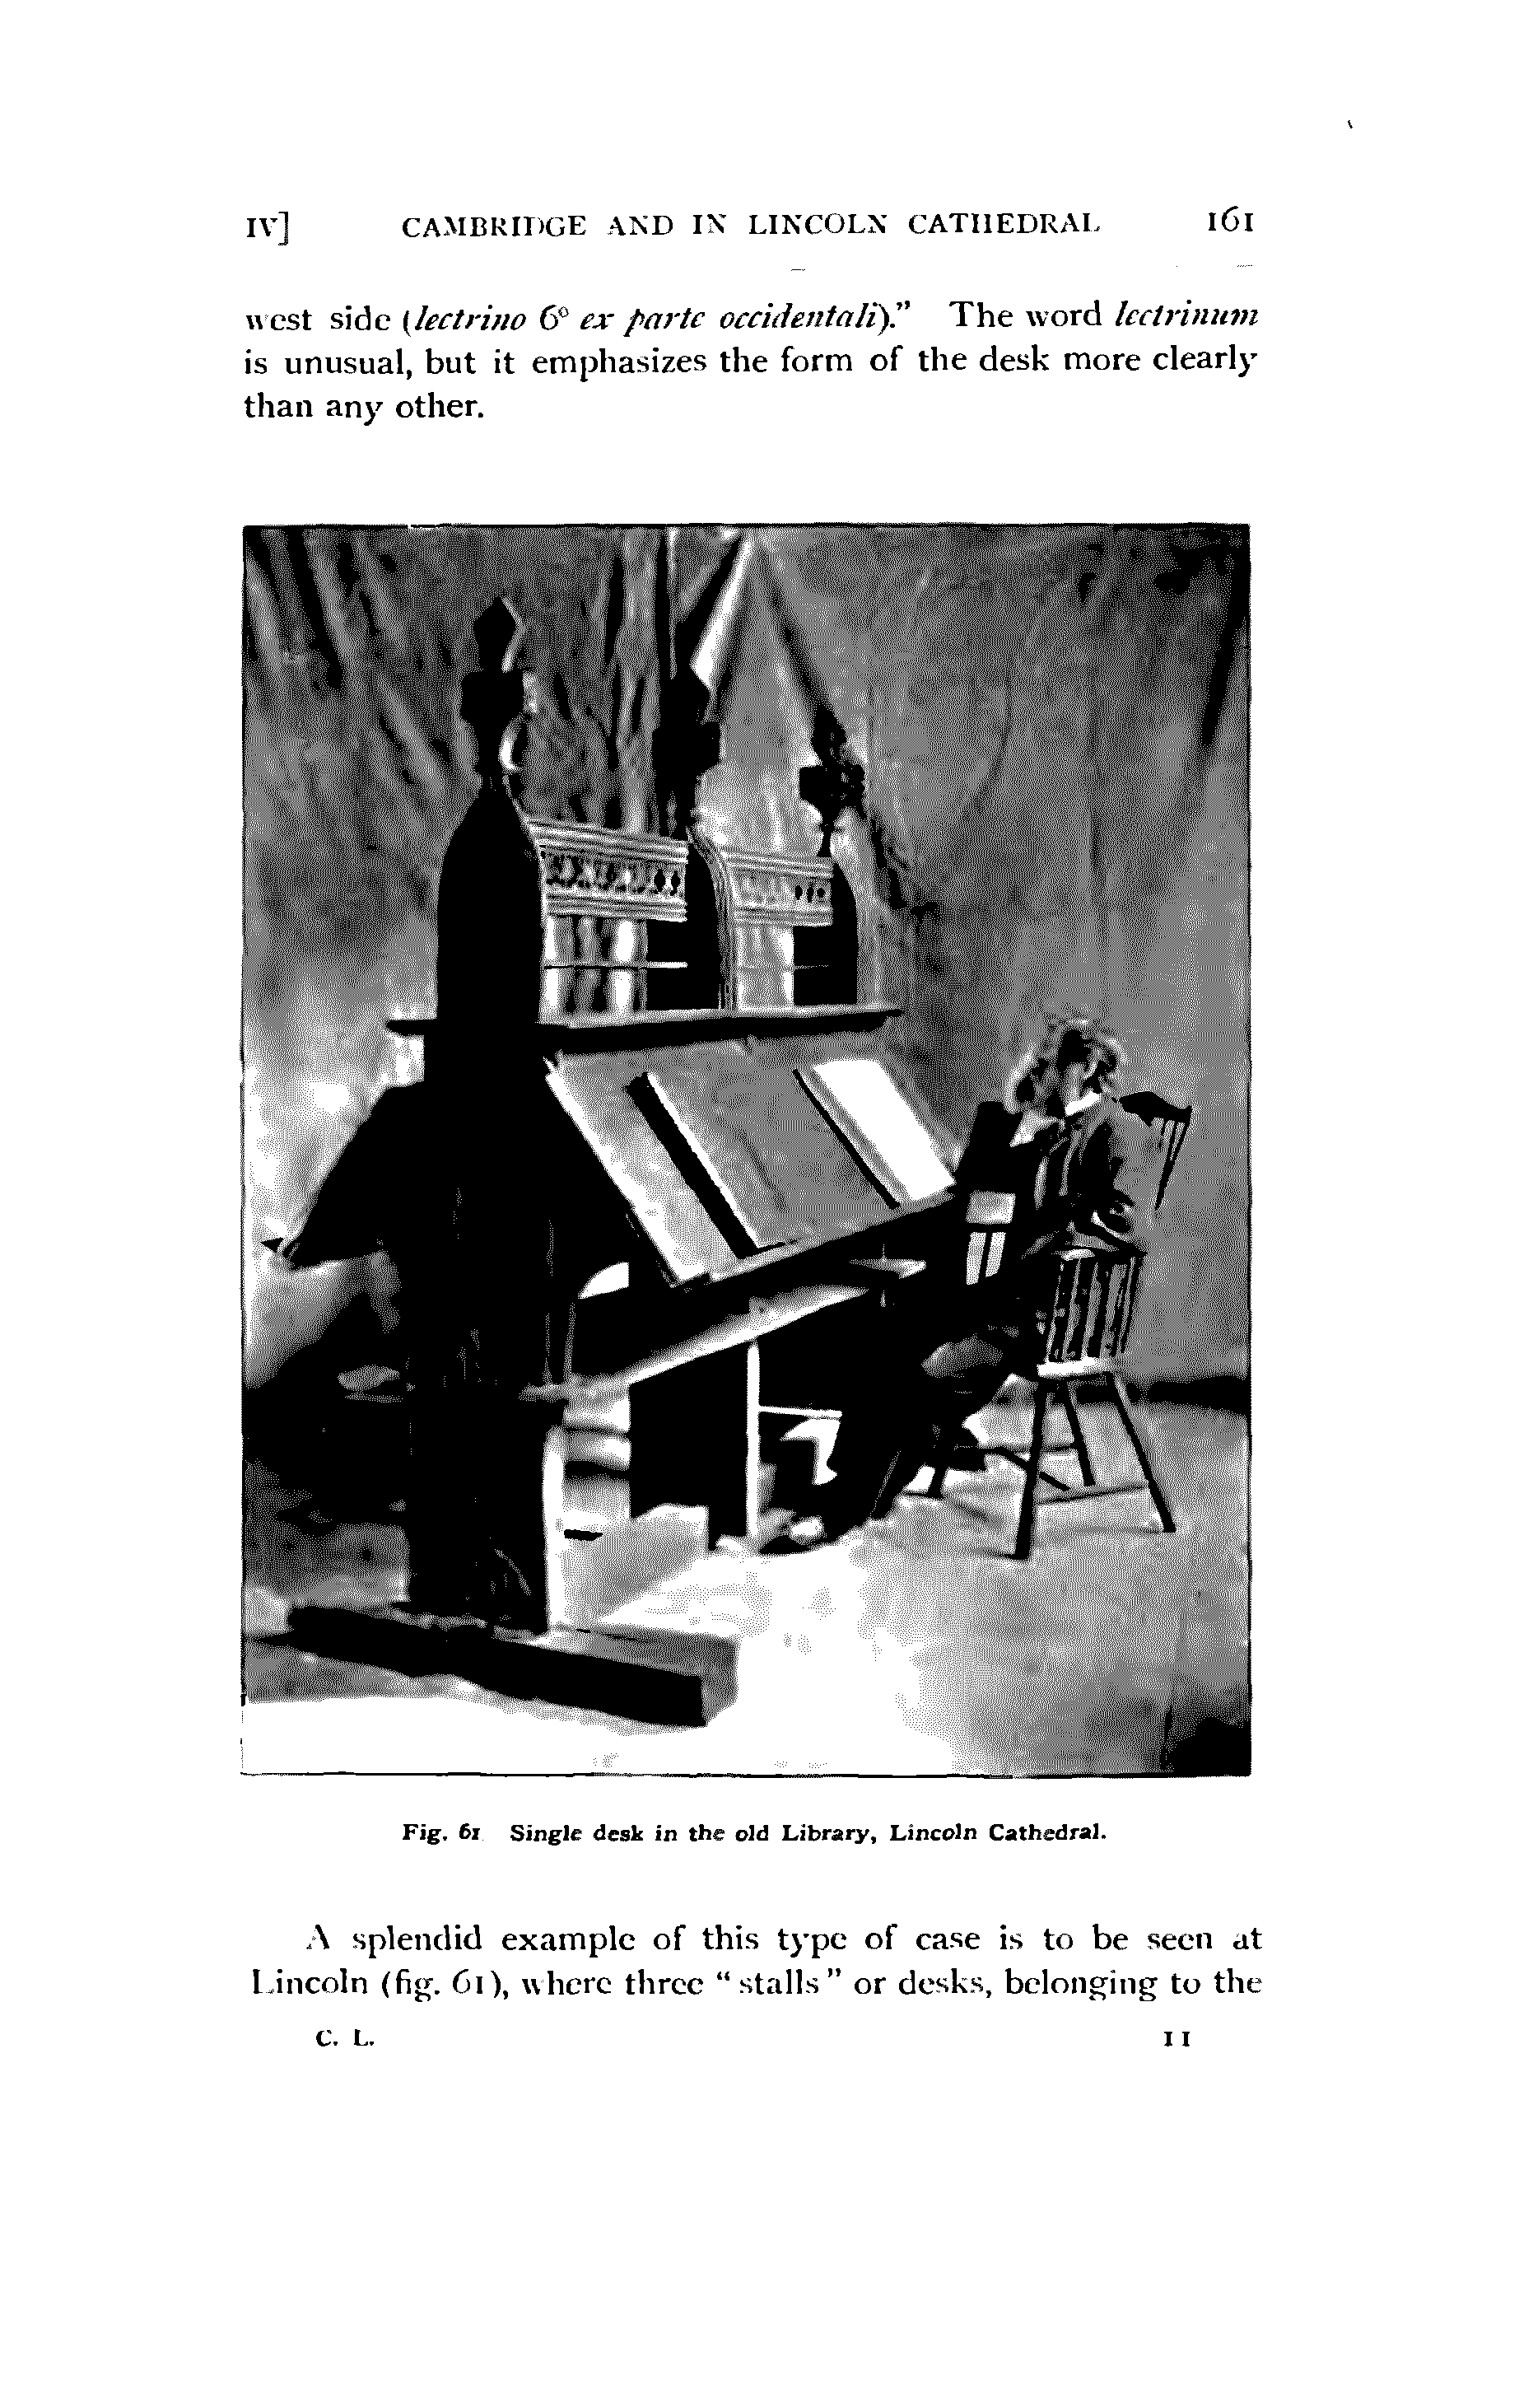 IV] CAMBRIDGE AND IN LINCOLN CATHEDRAL 161
west side (lectrino 6° ex parte occidentali).” The word lectrinum
is unusual, but it emphasizes the form of the desk more clearly
than any other.
Fig. 61 Single desk in the old Library, Lincoln Cathedral.
A splendid example of this type of case is to be seen at
Lincoln (fig. 61), where three “stalls” or desks, belonging to the
C. L. 11